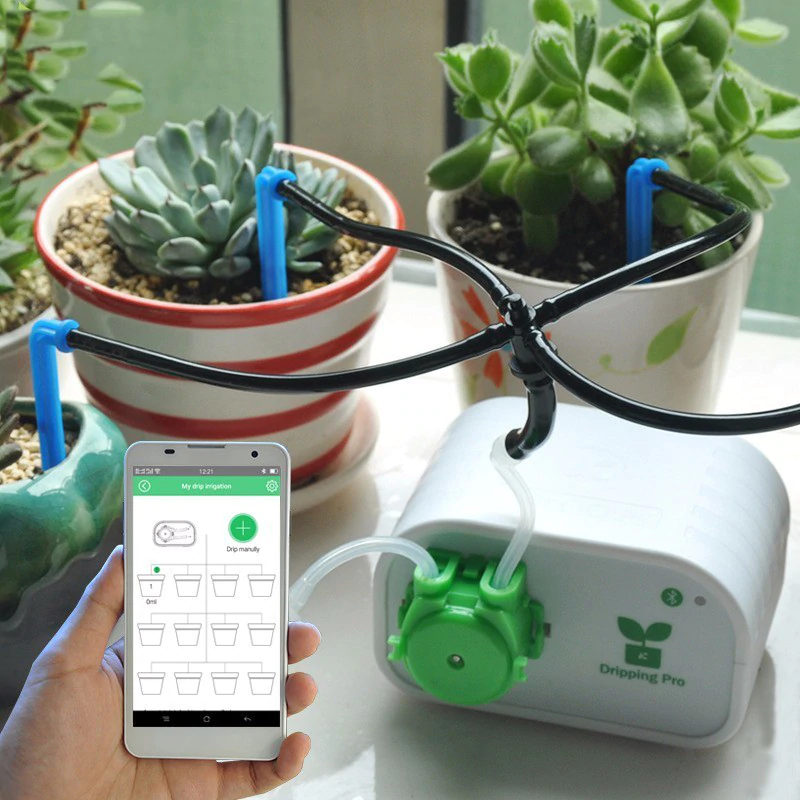 12:21
My drip irrigation
Drip manully
1
0ml
Dripping Pro